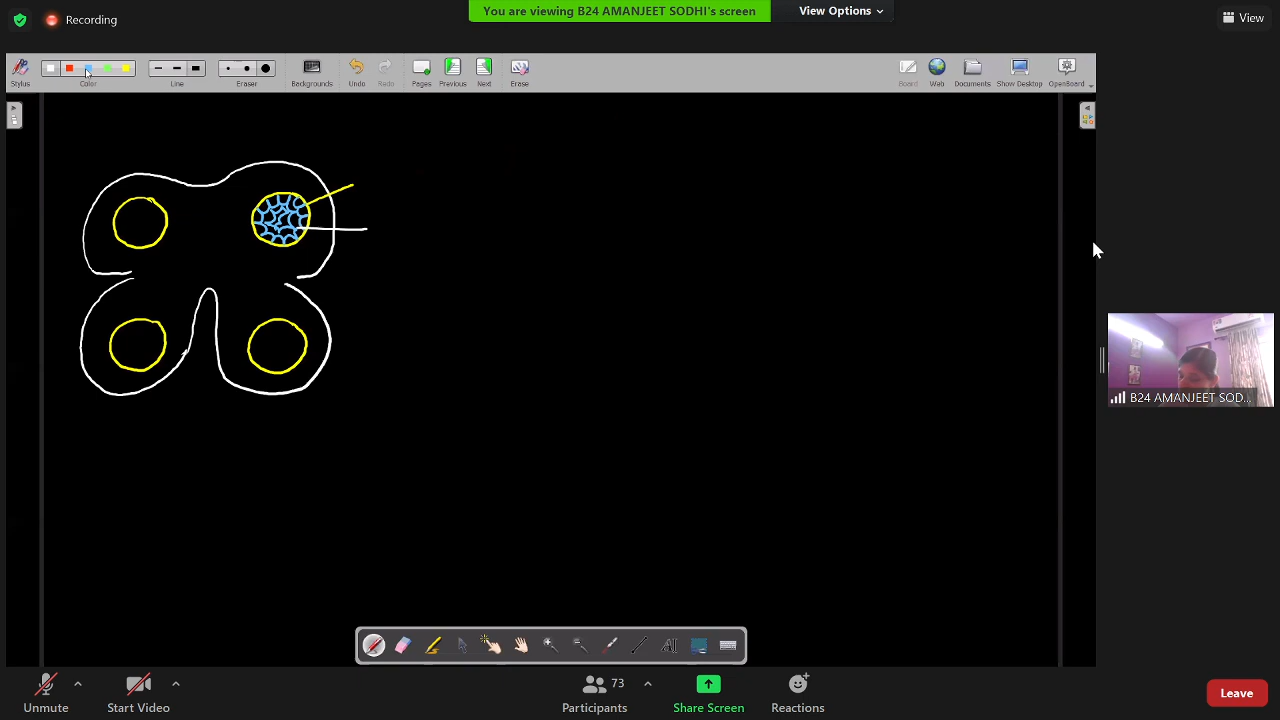 Recording
You are viewing B24 AMANJEET SODHI's screen
View Options
View
Stylus
Color
Line
Eraser
Backgrounds
Undo
Redo
Pages
Previous
Next
Erase
Board
Web
Documents
Show Desktop
OpenBoard
B24 AMANJEET SOD...
AI
Unmute
Start Video
73
Participants
Share Screen
Reactions
Leave